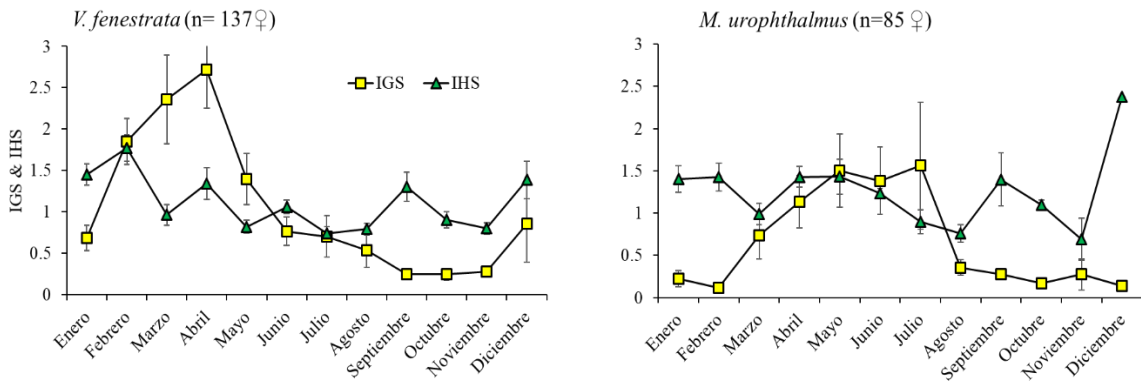 V. fenestrata (n= 137♀)
3
2.5
2
1.5
1
0.5
0
IGS & IHS
IGS IHS
Enero Febrero Marzo Abril Mayo Junio Julio Agosto Septiembre Octubre Noviembre Diciembre
M. urophthalmus (n=85 ♀)
3
2.5
2
1.5
1
0.5
0
Enero Febrero Marzo Abril Mayo Junio Julio Agosto Septiembre Octubre Noviembre Diciembre